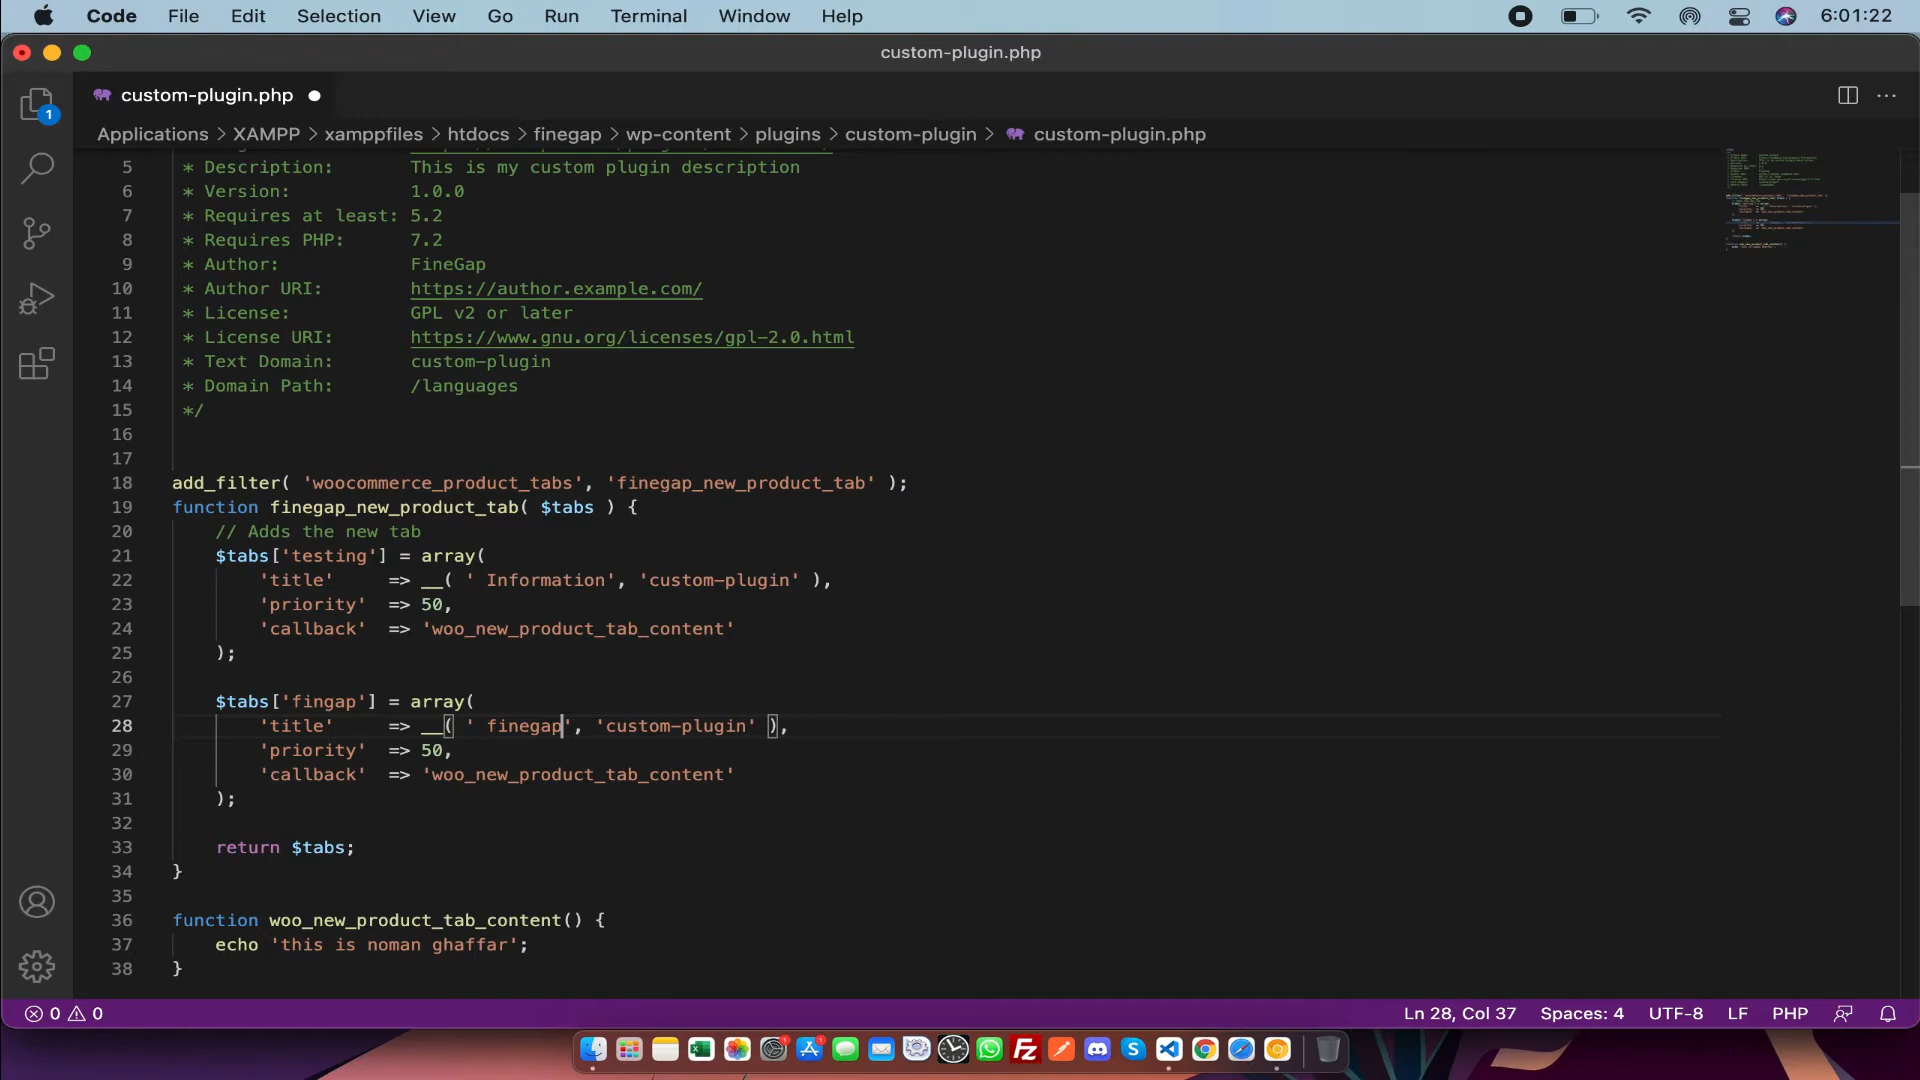 Code File Edit Selection View Go Run Terminal Window Help 6:01:22
custom-plugin.php
1
custom-plugin.php
Applications > XAMPP > xamppfiles > htdocs > finegap > wp-content > plugins > custom-plugin > custom-plugin.php
5 * Description: This is my custom plugin description
6 * Version: 1.0.0
7 * Requires at least: 5.2
8 * Requires PHP: 7.2
9 * Author: FineGap
10 * Author URI: https://author.example.com/
11 * License: GPL v2 or later
12 * License URI: https://www.gnu.org/licenses/gpl-2.0.html
13 * Text Domain: custom-plugin
14 * Domain Path: /languages
15 */
16
17
18 add_filter( 'woocommerce_product_tabs', 'finegap_new_product_tab' );
19 function finegap_new_product_tab( $tabs ) {
20 // Adds the new tab
21 $tabs['testing'] = array(
22 'title' => __( ' Information', 'custom-plugin' ),
23 'priority' => 50,
24 'callback' => 'woo_new_product_tab_content'
25 );
26
27 $tabs['fingap'] = array(
28 'title' => __( ' finegap', 'custom-plugin' ),
29 'priority' => 50,
30 'callback' => 'woo_new_product_tab_content'
31 );
32
33 return $tabs;
34 }
35
36 function woo_new_product_tab_content() {
37 echo 'this is noman ghaffar';
38 }
0 0 Ln 28, Col 37 Spaces: 4 UTF-8 LF PHP